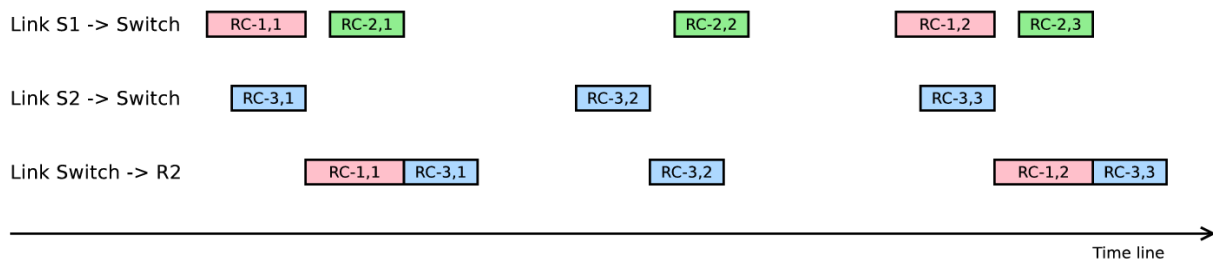 Link S1 -> Switch RC-1,1 RC-2,1 RC-2,2 RC-1,2 RC-2,3
Link S2 -> Switch RC-3,1 RC-3,2 RC-3,3
Link Switch -> R2 RC-1,1 RC-3,1 RC-3,2 RC-1,2 RC-3,3
Time line